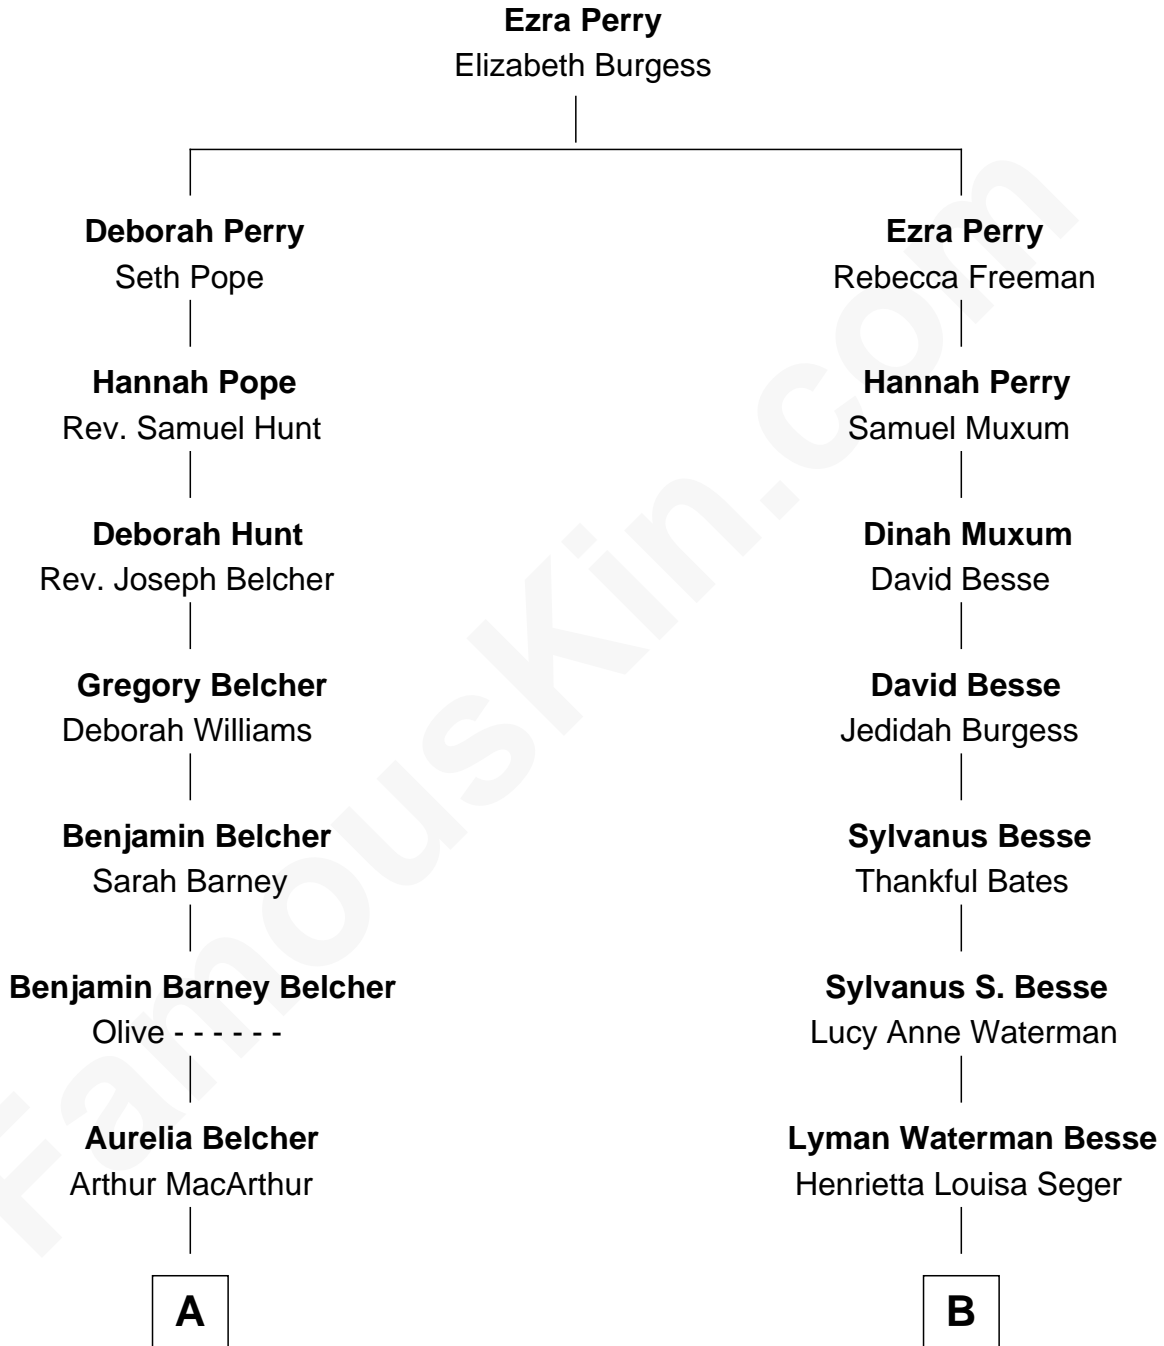 Ezra Perry
Elizabeth Burgess
Deborah Perry
Seth Pope
Ezra Perry
Rebecca Freeman
Hannah Pope
Rev. Samuel Hunt
Hannah Perry
Samuel Muxum
Deborah Hunt
Rev. Joseph Belcher
Dinah Muxum
David Besse
Gregory Belcher
Deborah Williams
David Besse
Jedidah Burgess
Benjamin Belcher
Sarah Barney
Sylvanus Besse
Thankful Bates
Benjamin Barney Belcher
Olive - - - - - -
Sylvanus S. Besse
Lucy Anne Waterman
Aurelia Belcher
Arthur MacArthur
Lyman Waterman Besse
Henrietta Louisa Seger
A
B
FamousKin.com